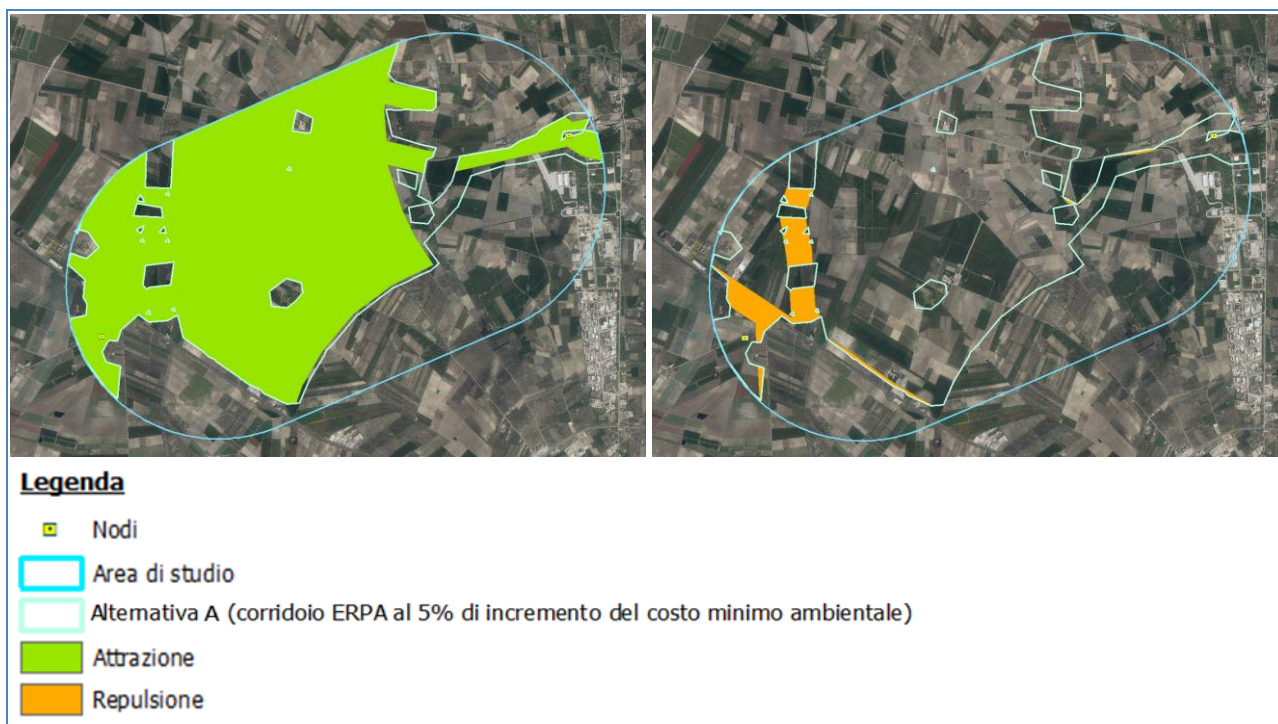 Legenda
Nodi
Area di studio
Alternativa A (corridoio ERPA al 5% di incremento del costo minimo ambientale)
Attrazione
Repulsione